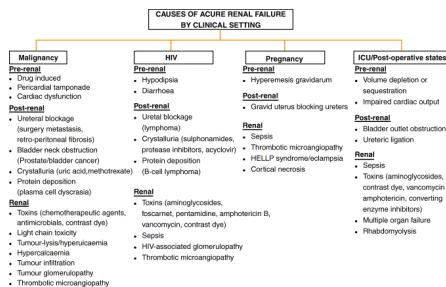 CAUSES OF ACURE RENAL FAILURE
BY CLINICAL SETTING
Malignancy
Pre-renal
• Drug induced
• Pericardial tamponade
• Cardiac dysfunction
Post-renal
• Ureteral blockage
(surgery metastasis,
retro-peritoneal fibrosis)
• Bladder neck obstruction
(Prostate/bladder cancer)
• Crystalluria (uric acid,methotrexate)
• Protein deposition
(plasma cell dyscrasia)
Renal
• Toxins (chemotherapeutic agents,
antimicrobials, contrast dye)
• Light chain toxicity
• Tumour-lysis/hyperuicaemia
• Hypercalcaemia
• Tumour infiltration
• Tumour glomerulopathy
• Thrombotic microangiopathy
HIV
Pre-renal
• Hypodipsia
• Diarrhoea
Post-renal
• Uretal blockage
(lymphoma)
• Crystalluria (sulphonamides,
protease inhibitors, acyclovir)
• Protein deposition
(B-cell lymphoma)
Renal
• Toxins (aminoglycosides,
foscarnet, pentamidine, amphotericin B,
vancomycin, contrast dye)
• Sepsis
• HIV-associated glomerulopathy
• Thrombotic microangiopathy
Pregnancy
Pre-renal
• Hyperemesis gravidarum
Post-renal
• Gravid uterus blocking ureters
Renal
• Sepsis
• Thrombotic microangiopathy
• HELLP syndrome/eclampsia
• Cortical necrosis
ICU/Post-operative states
Pre-renal
• Volume depletion or
sequestration
• Impaired cardiac output
Post-renal
• Bladder outlet obstruction
• Ureteric ligation
Renal
• Sepsis
• Toxins (aminoglycosides,
contrast dye, vancomycin
amphotericin, converting
enzyme inhibitors)
• Multiple organ failure
• Rhabdomyolysis